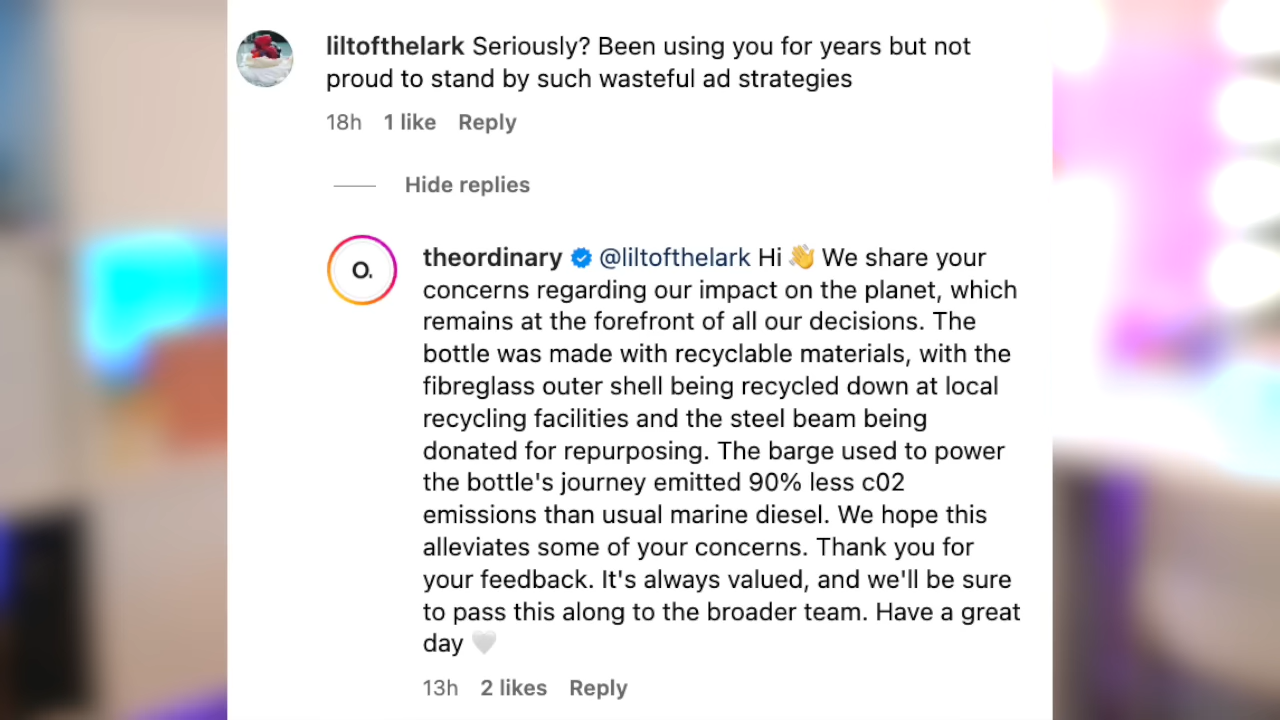 liltofthelark Seriously? Been using you for years but not
proud to stand by such wasteful ad strategies
18h 1 like Reply
Hide replies
O.
theordinary @liltofthelark Hi 👋 We share your
concerns regarding our impact on the planet, which
remains at the forefront of all our decisions. The
bottle was made with recyclable materials, with the
fibreglass outer shell being recycled down at local
recycling facilities and the steel beam being
donated for repurposing. The barge used to power
the bottle's journey emitted 90% less c02
emissions than usual marine diesel. We hope this
alleviates some of your concerns. Thank you for
your feedback. It's always valued, and we'll be sure
to pass this along to the broader team. Have a great
day 🤍
13h 2 likes Reply